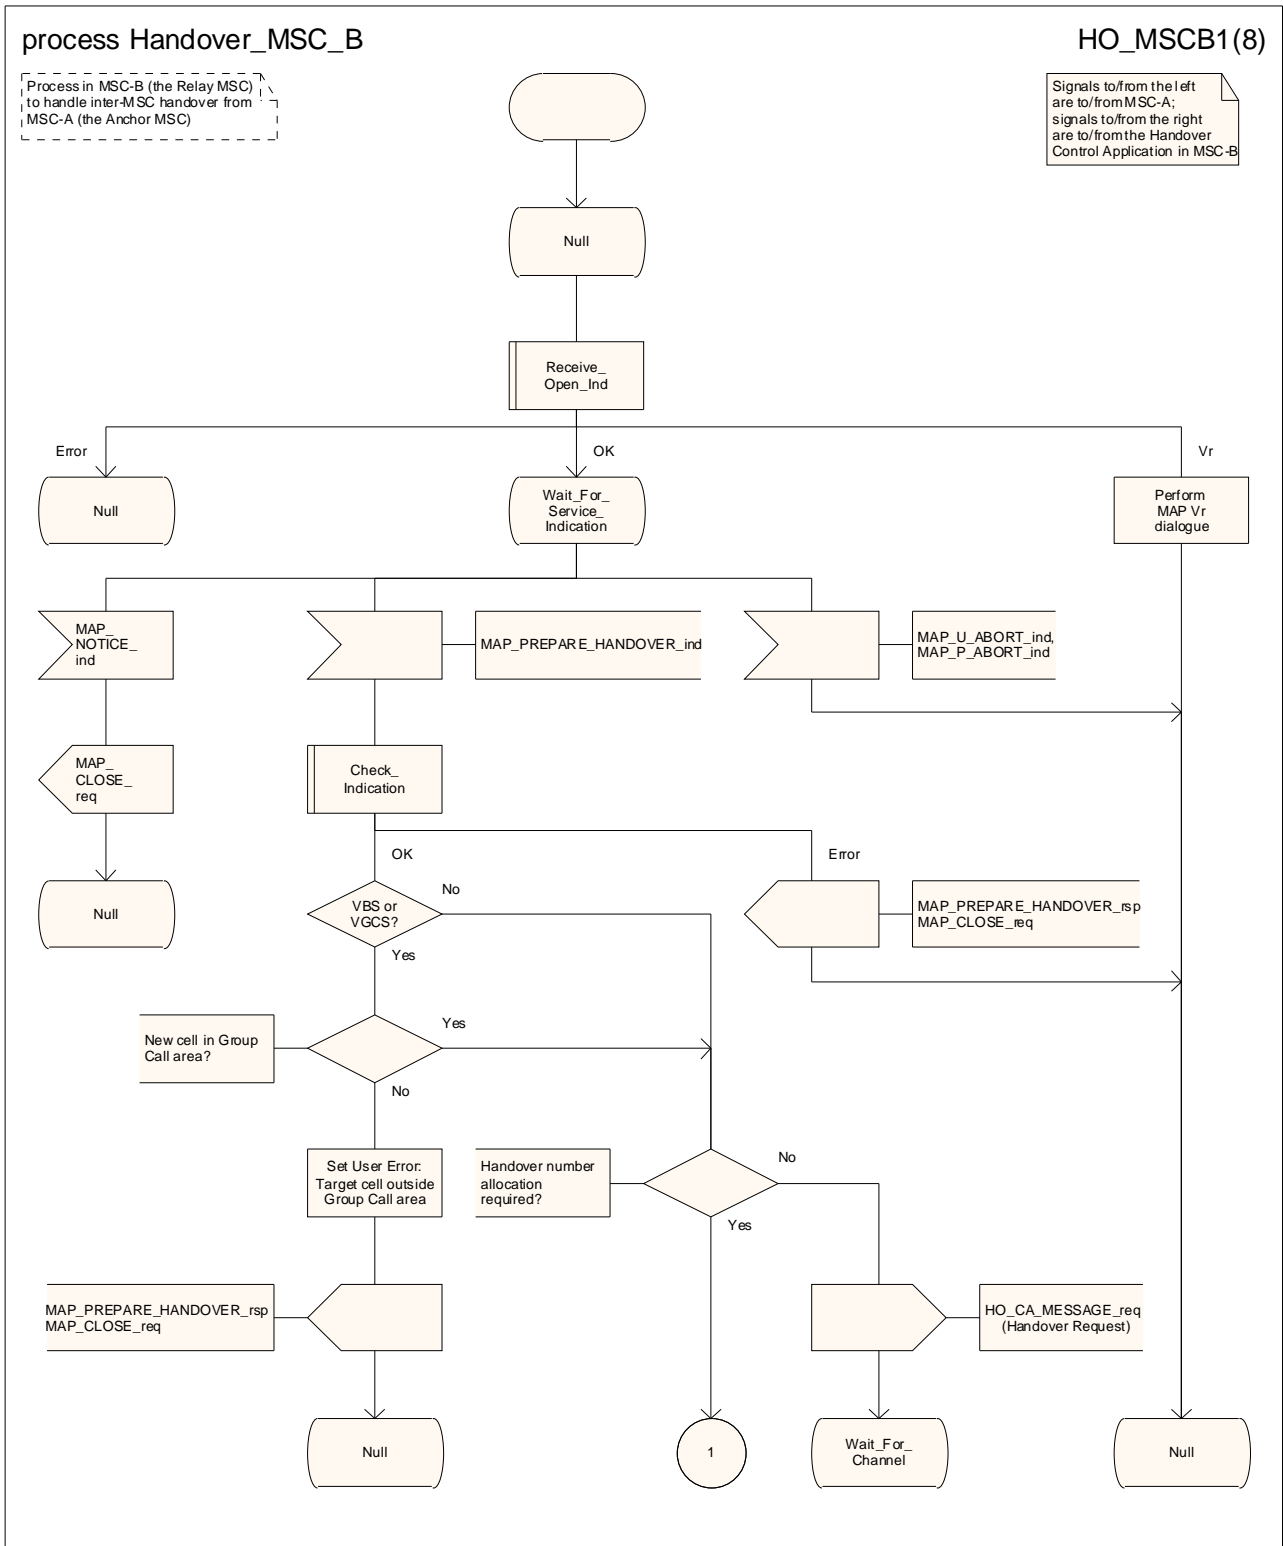 process Handover_MSC_B
HO_MSCB1(8)
Process in MSC-B (the Relay MSC)
to handle inter-MSC handover from
MSC-A (the Anchor MSC)
Signals to/from the left
are to/from MSC-A;
signals to/from the right
are to/from the Handover
Control Application in MSC-B
Null
Receive_
Open_Ind
Error
OK
Vr
Null
Wait_For_
Service_
Indication
Perform
MAP Vr
dialogue
MAP_
NOTICE_
ind
MAP_PREPARE_HANDOVER_ind
MAP_U_ABORT_ind,
MAP_P_ABORT_ind
MAP_
CLOSE_
req
Check_
Indication
OK
Error
Null
VBS or
VGCS?
No
Yes
MAP_PREPARE_HANDOVER_rsp
MAP_CLOSE_req
New cell in Group
Call area?
Yes
No
Set User Error:
Target cell outside
Group Call area
Handover number
allocation
required?
No
Yes
MAP_PREPARE_HANDOVER_rsp
MAP_CLOSE_req
HO_CA_MESSAGE_req
(Handover Request)
Null
1
Wait_For_
Channel
Null